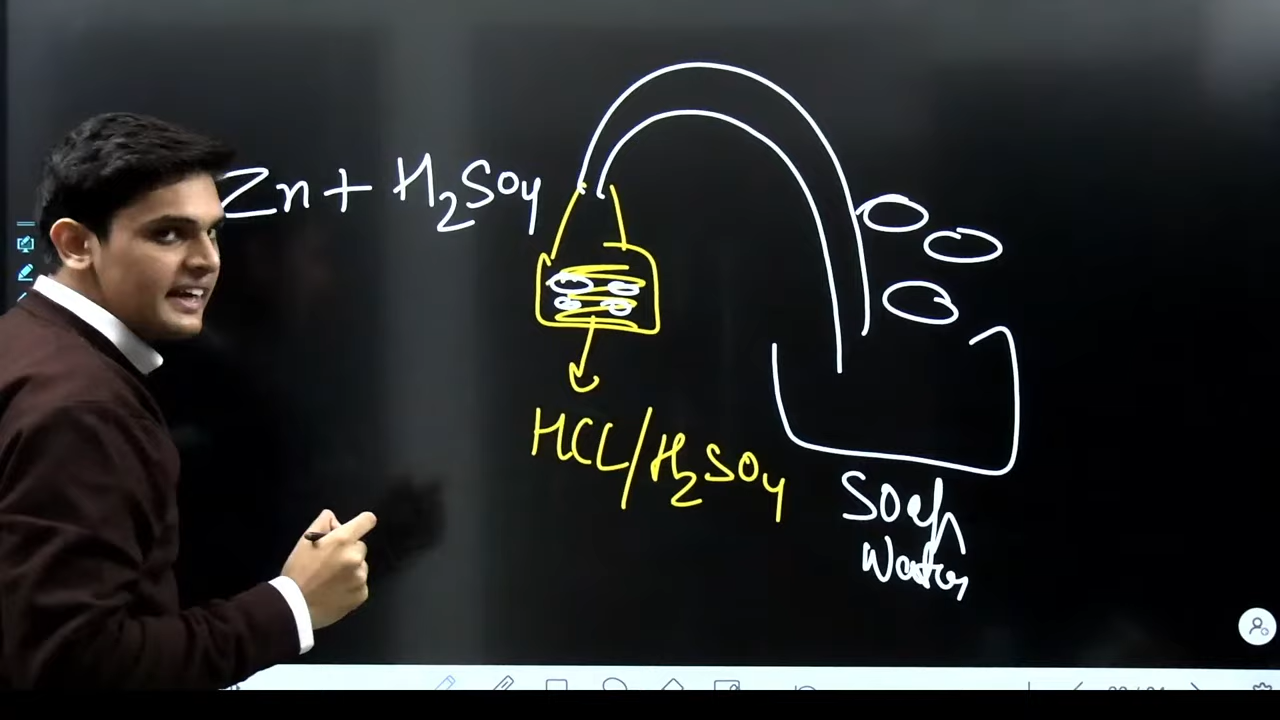 Zn + H₂SO₄
HCl/H₂SO₄
Soap
Water